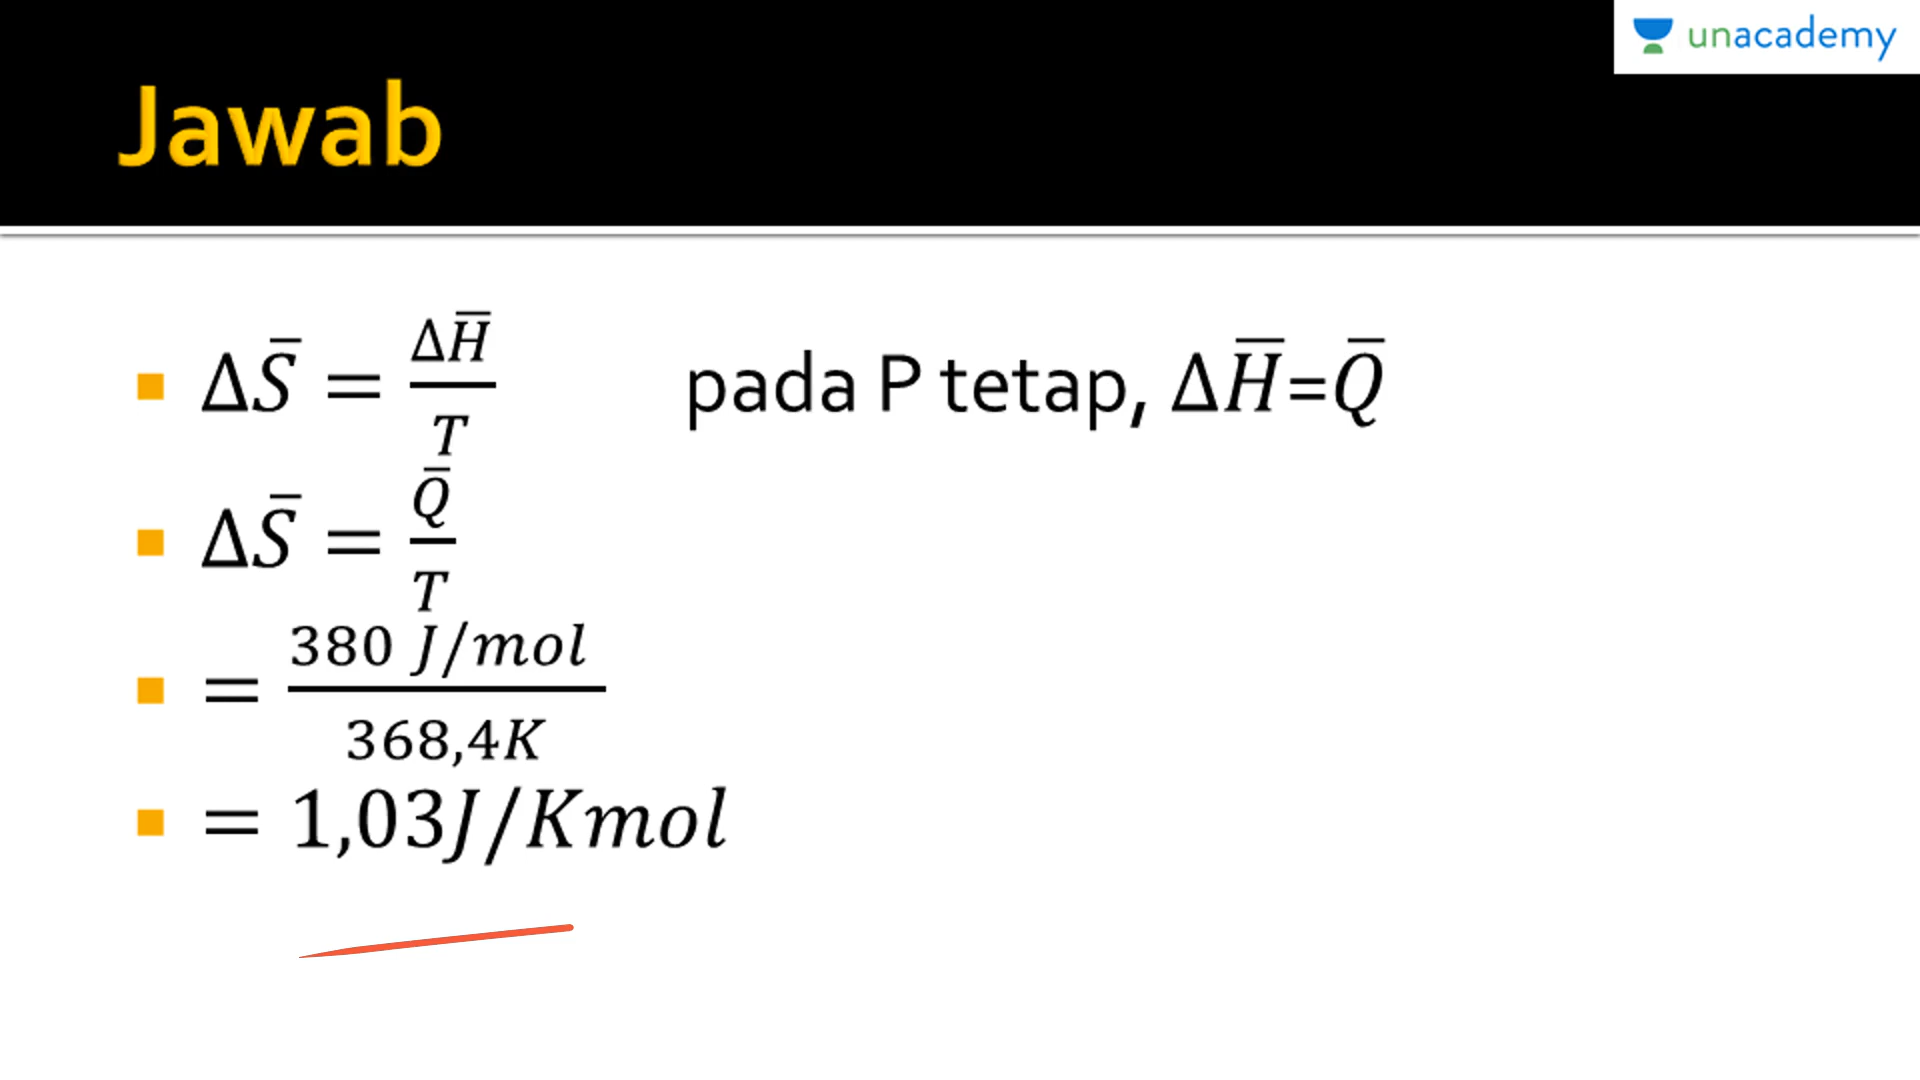 unacademy
Jawab
ΔS̅ = ΔH̅/T pada P tetap, ΔH̅=Q̅
ΔS̅ = Q̅/T
= 380 J/mol / 368,4K
= 1,03J/Kmol